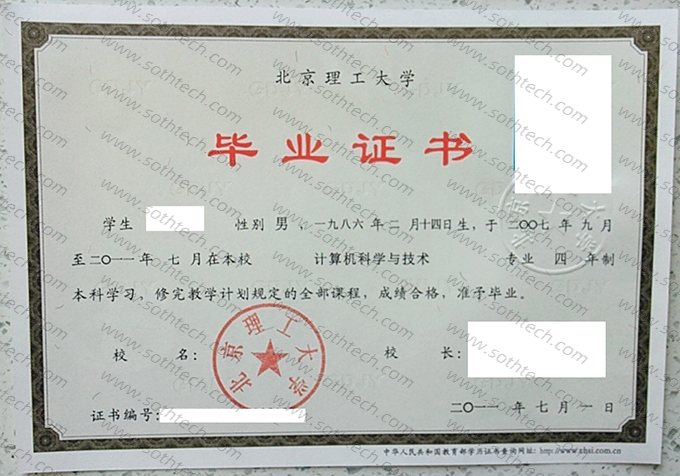 北京理工大学
毕业证书
学生 性别 男 ，一九八六 年 二 月十四日生，于 二〇〇七 年 九 月
至二〇一一 年 七 月在本校 计算机科学与技术 专业 四 年制
本科学习，修完教学计划规定的全部课程，成绩合格，准予毕业。
北京理工大学
校 名： 校 长：
证书编号： 二〇一一 年 七 月 一 日
中华人民共和国教育部学历证书查询网址：http://www.chsi.com.cn
www.sothtech.com